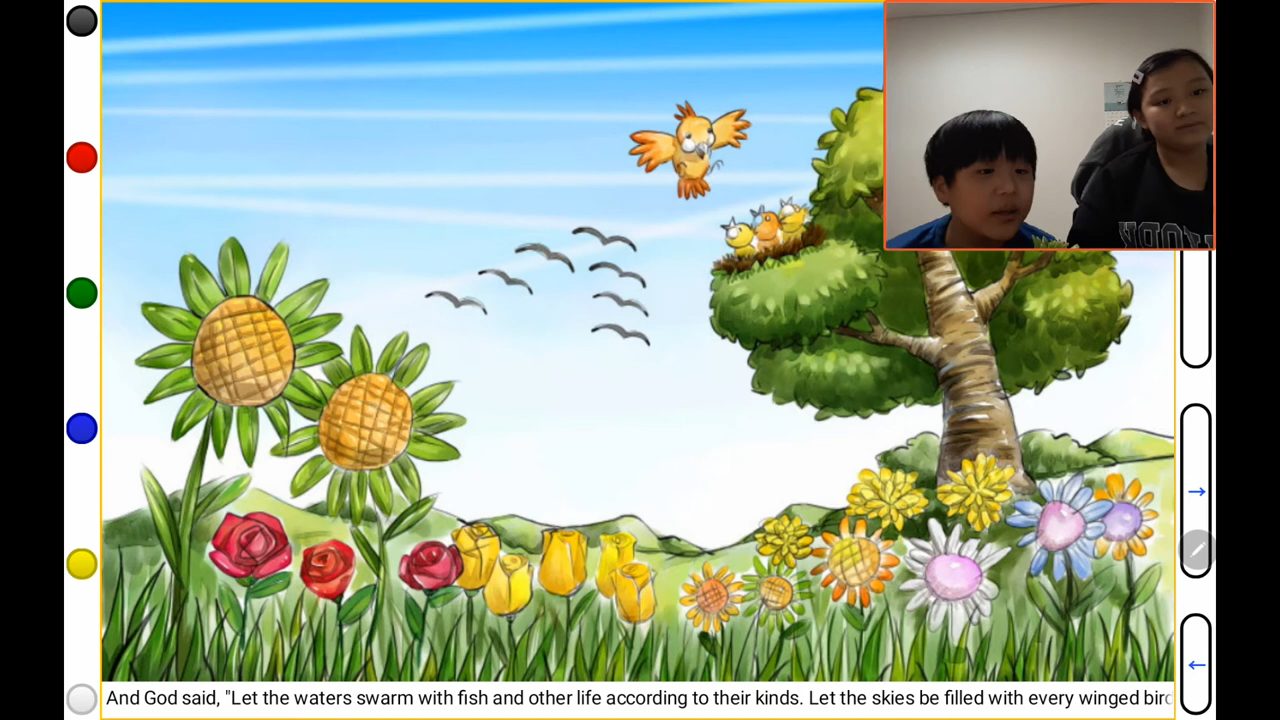 And God said, "Let the waters swarm with fish and other life according to their kinds. Let the skies be filled with every winged bird